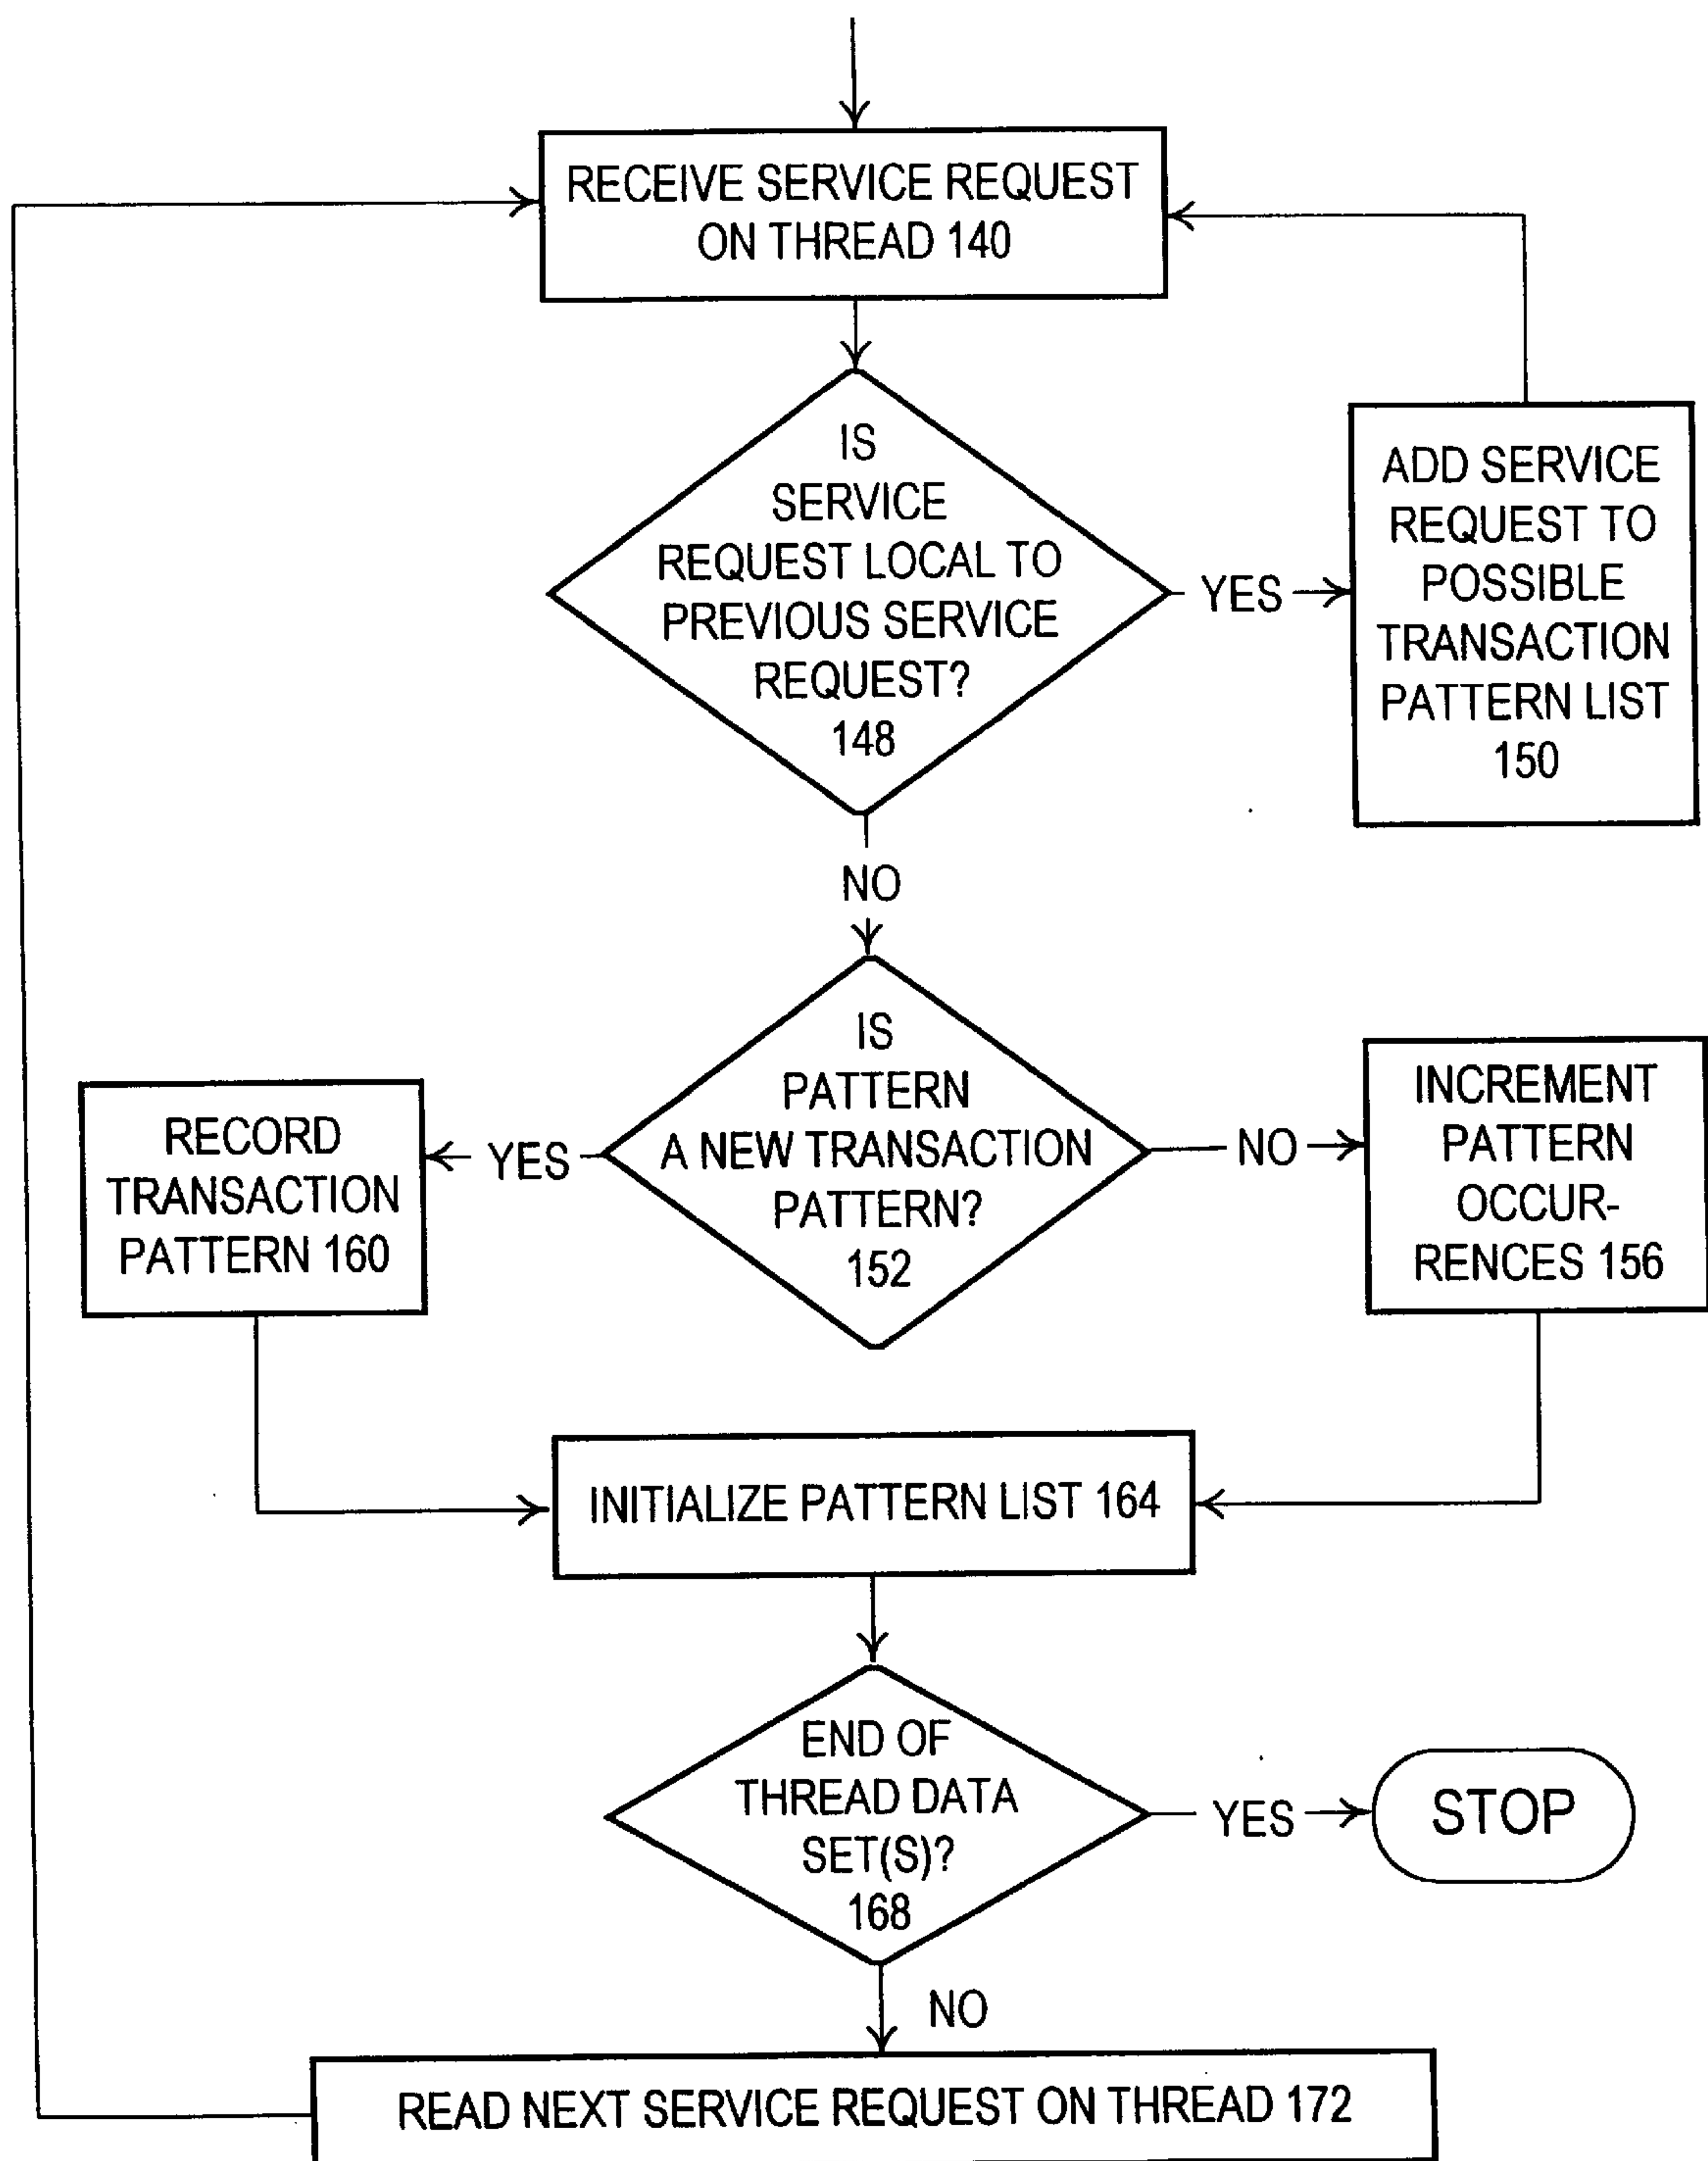 RECEIVE SERVICE REQUEST
ON THREAD 140
IS
SERVICE
REQUEST LOCAL TO
PREVIOUS SERVICE
REQUEST?
148
YES
ADD SERVICE
REQUEST TO
POSSIBLE
TRANSACTION
PATTERN LIST
150
NO
IS
PATTERN
A NEW TRANSACTION
PATTERN?
152
YES
RECORD
TRANSACTION
PATTERN 160
NO
INCREMENT
PATTERN
OCCUR-
RENCES 156
INITIALIZE PATTERN LIST 164
END OF
THREAD DATA
SET(S)?
168
YES
STOP
NO
READ NEXT SERVICE REQUEST ON THREAD 172